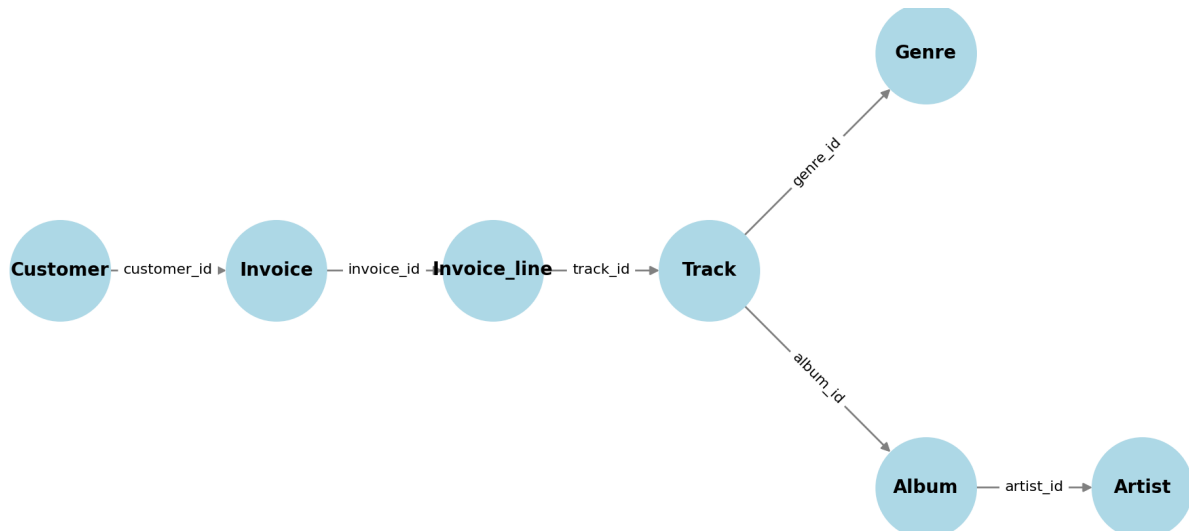 Genre
genre_id
Customer
customer_id
Invoice
invoice_id
Invoice_line
track_id
Track
album_id
Album
artist_id
Artist